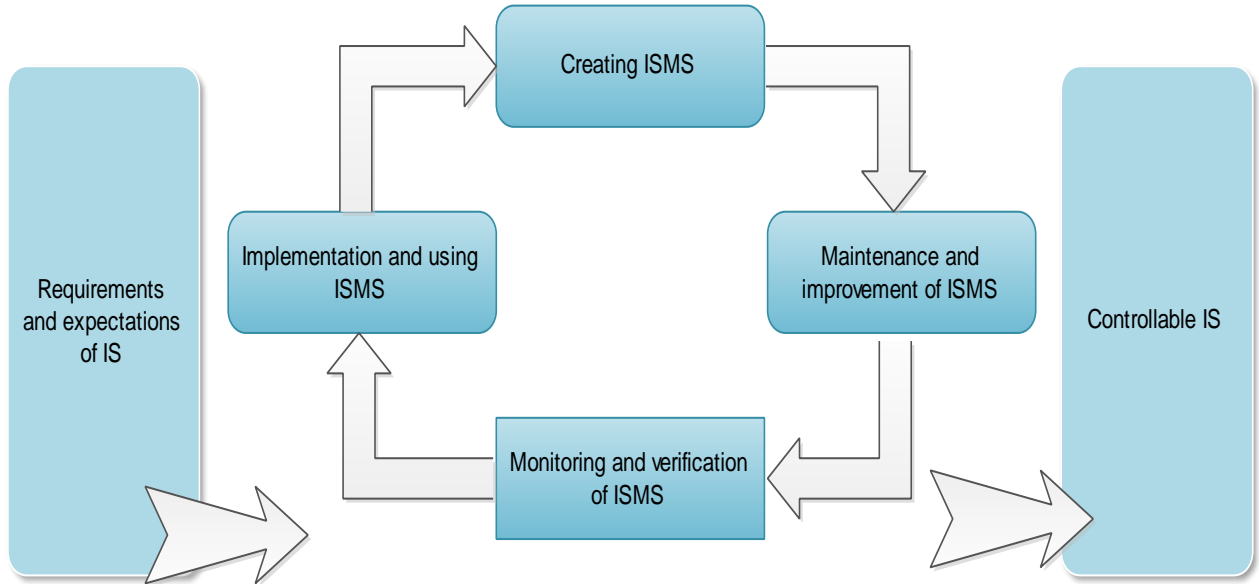 Creating ISMS
Requirements
and expectations
of IS
Implementation and using
ISMS
Maintenance and
improvement of ISMS
Controllable IS
Monitoring and verification
of ISMS